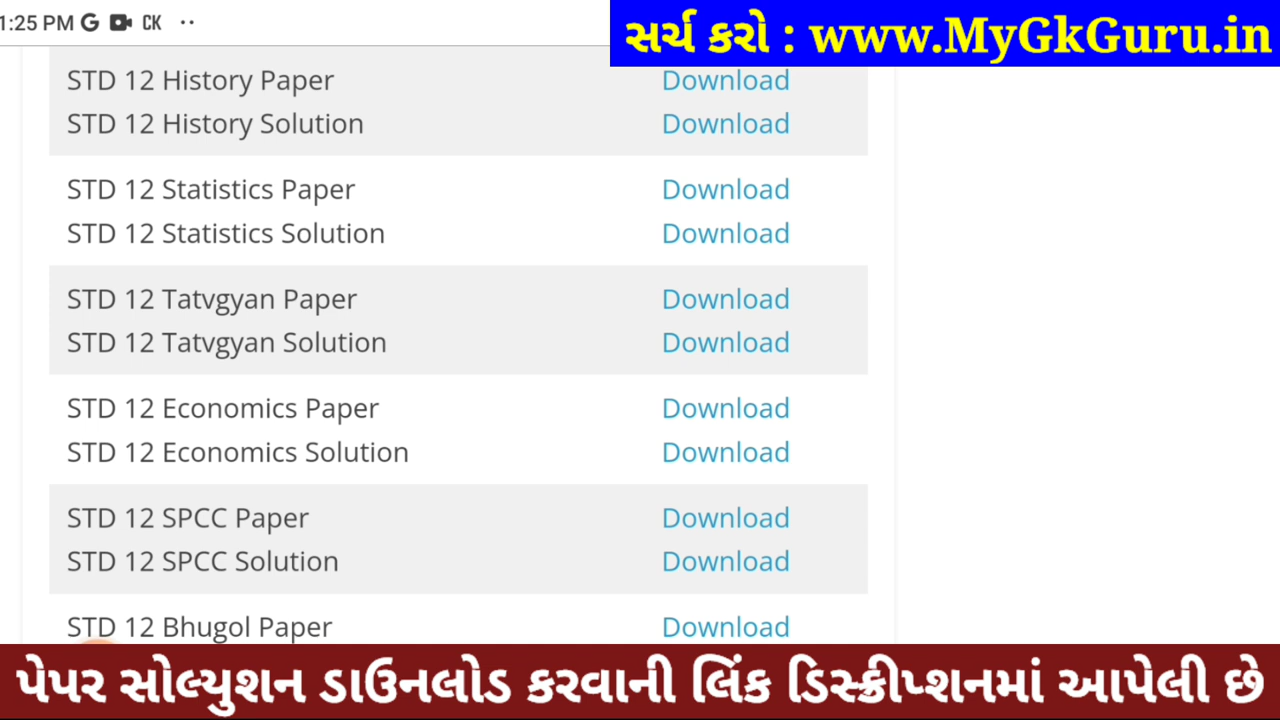 1:25 PM G CK ••
સર્ચ કરો : www.MyGkGuru.in
STD 12 History Paper Download
STD 12 History Solution Download
STD 12 Statistics Paper Download
STD 12 Statistics Solution Download
STD 12 Tatvgyan Paper Download
STD 12 Tatvgyan Solution Download
STD 12 Economics Paper Download
STD 12 Economics Solution Download
STD 12 SPCC Paper Download
STD 12 SPCC Solution Download
STD 12 Bhugol Paper Download
પેપર સોલ્યુશન ડાઉનલોડ કરવાની લિંક ડિસ્ક્રીપ્શનમાં આપેલી છે